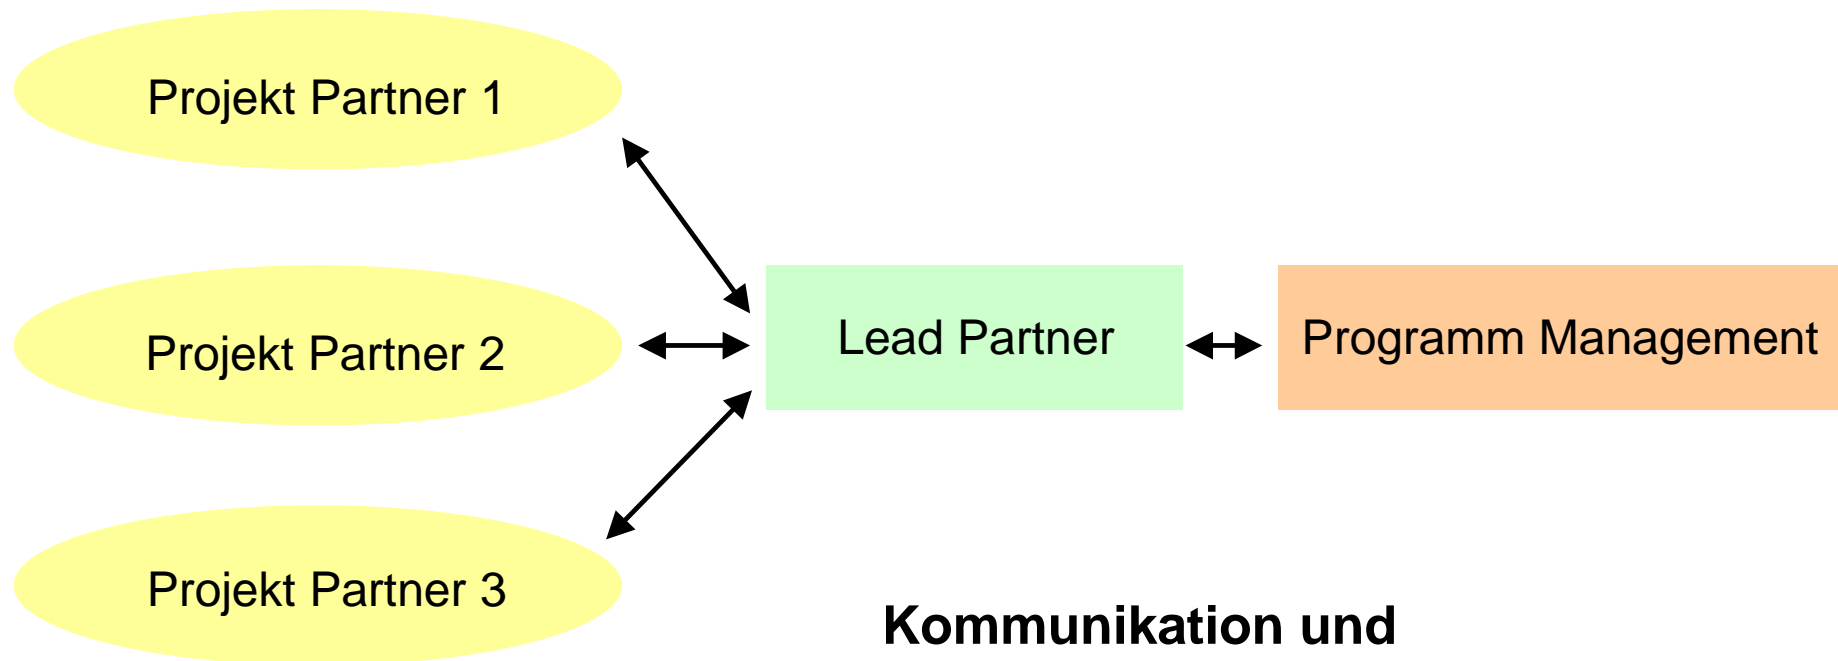 Projekt Partner 1
Projekt Partner 2
Lead Partner
Programm Management
Projekt Partner 3
Kommunikation und